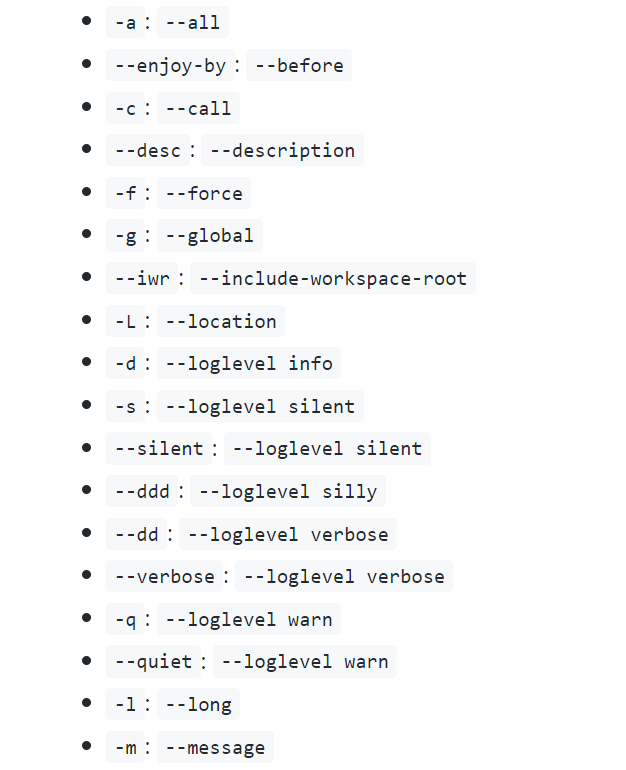 -a: --all
--enjoy-by: --before
-c: --call
--desc: --description
-f: --force
-g: --global
--iwr: --include-workspace-root
-L: --location
-d: --loglevel info
-s: --loglevel silent
--silent: --loglevel silent
--ddd: --loglevel silly
--dd: --loglevel verbose
--verbose: --loglevel verbose
-q: --loglevel warn
--quiet: --loglevel warn
-l: --long
-m: --message